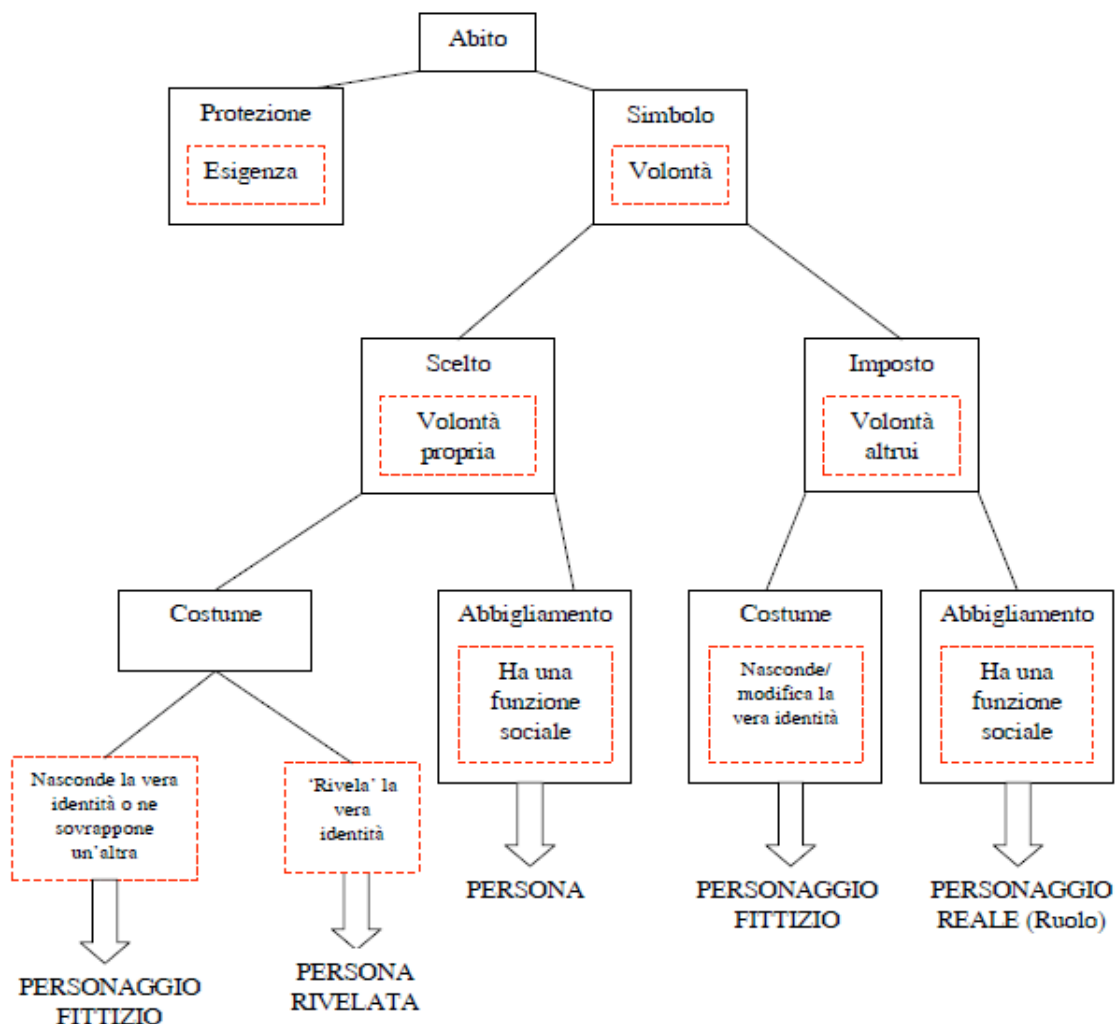 Abito
Protezione
Esigenza
Simbolo
Volontà
Scelto
Volontà
propria
Imposto
Volontà
altrui
Costume
Abbigliamento
Ha una
funzione
sociale
Costume
Nasconde/
modifica la
vera identità
Abbigliamento
Ha una
funzione
sociale
Nasconde la vera
identità o ne
sovrappone
un'altra
'Rivela' la
vera
identità
PERSONA
PERSONAGGIO
FITTIZIO
PERSONAGGIO
REALE (Ruolo)
PERSONAGGIO
FITTIZIO
PERSONA
RIVELATA